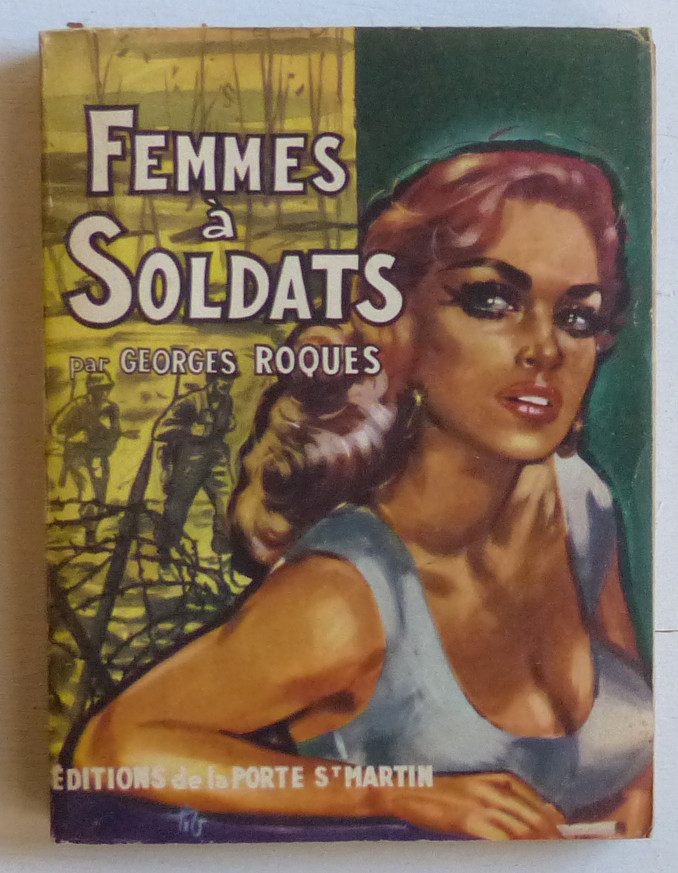 FEMMES
à
SOLDATS
par GEORGES ROQUES
EDITIONS de la PORTE ST MARTIN